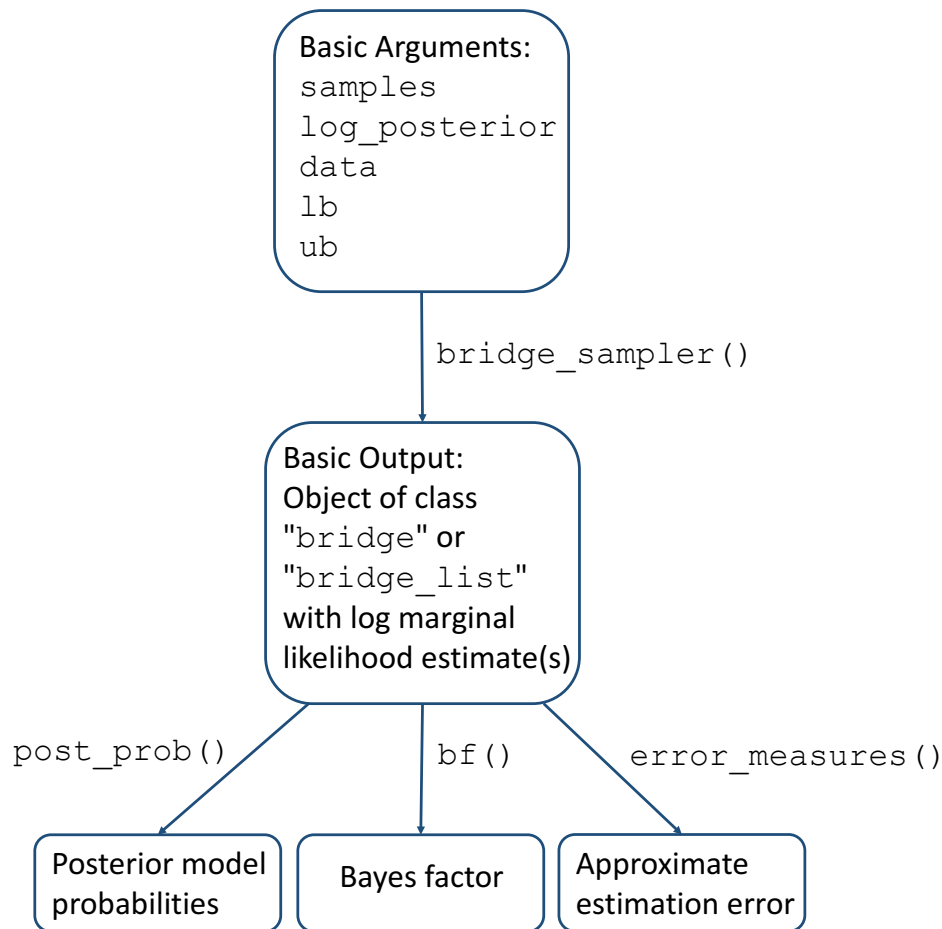 Basic Arguments:
samples
log_posterior
data
lb
ub
bridge_sampler()
Basic Output:
Object of class
"bridge" or
"bridge_list"
with log marginal
likelihood estimate(s)
post_prob()
bf()
error_measures()
Posterior model
probabilities
Bayes factor
Approximate
estimation error